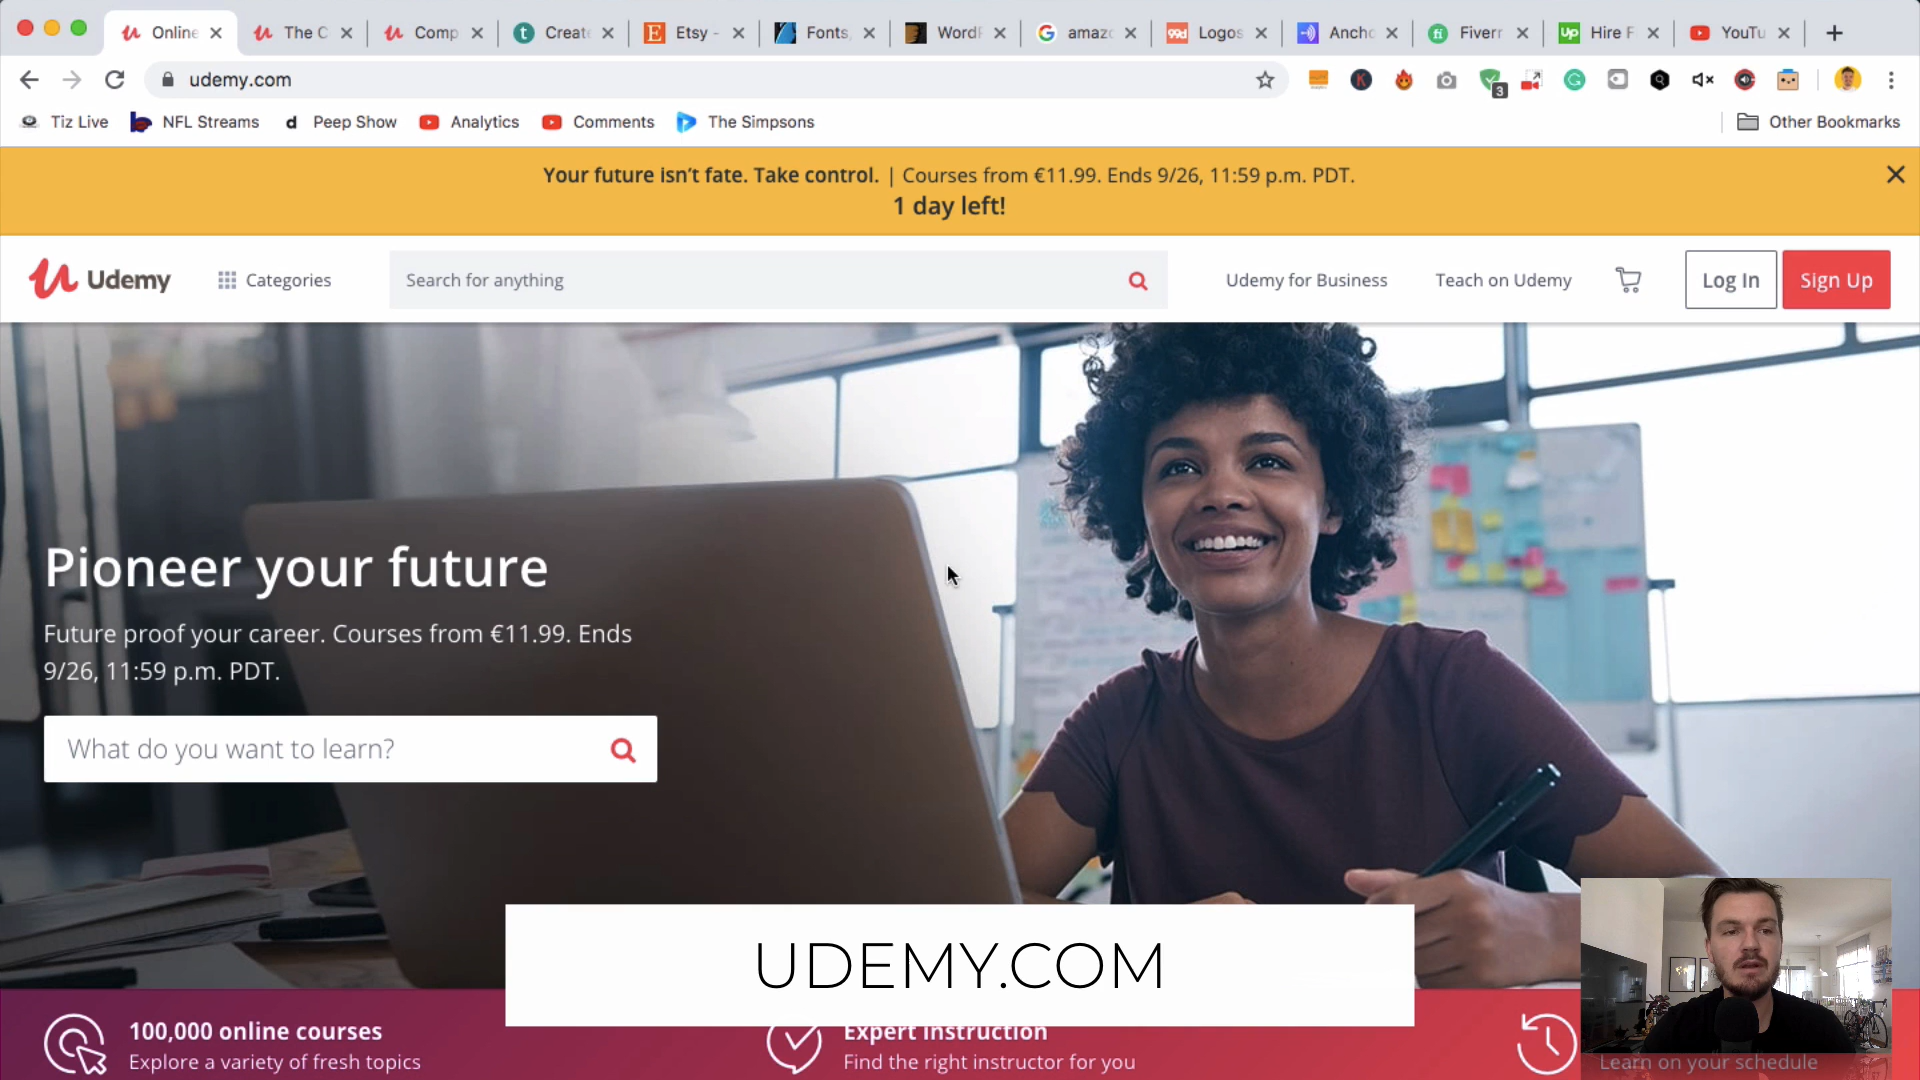 Online
The C
Comp
Create
Etsy -
Fonts,
WordP
amazo
Logos
Ancho
Fiverr
Hire F
YouTu
udemy.com
3
Tiz Live
NFL Streams
Peep Show
Analytics
Comments
The Simpsons
Other Bookmarks
Your future isn't fate. Take control. | Courses from €11.99. Ends 9/26, 11:59 p.m. PDT.
1 day left!
Udemy
Categories
Search for anything
Udemy for Business
Teach on Udemy
Log In
Sign Up
Pioneer your future
Future proof your career. Courses from €11.99. Ends
9/26, 11:59 p.m. PDT.
What do you want to learn?
UDEMY.COM
100,000 online courses
Explore a variety of fresh topics
Expert instruction
Find the right instructor for you
Learn on your schedule